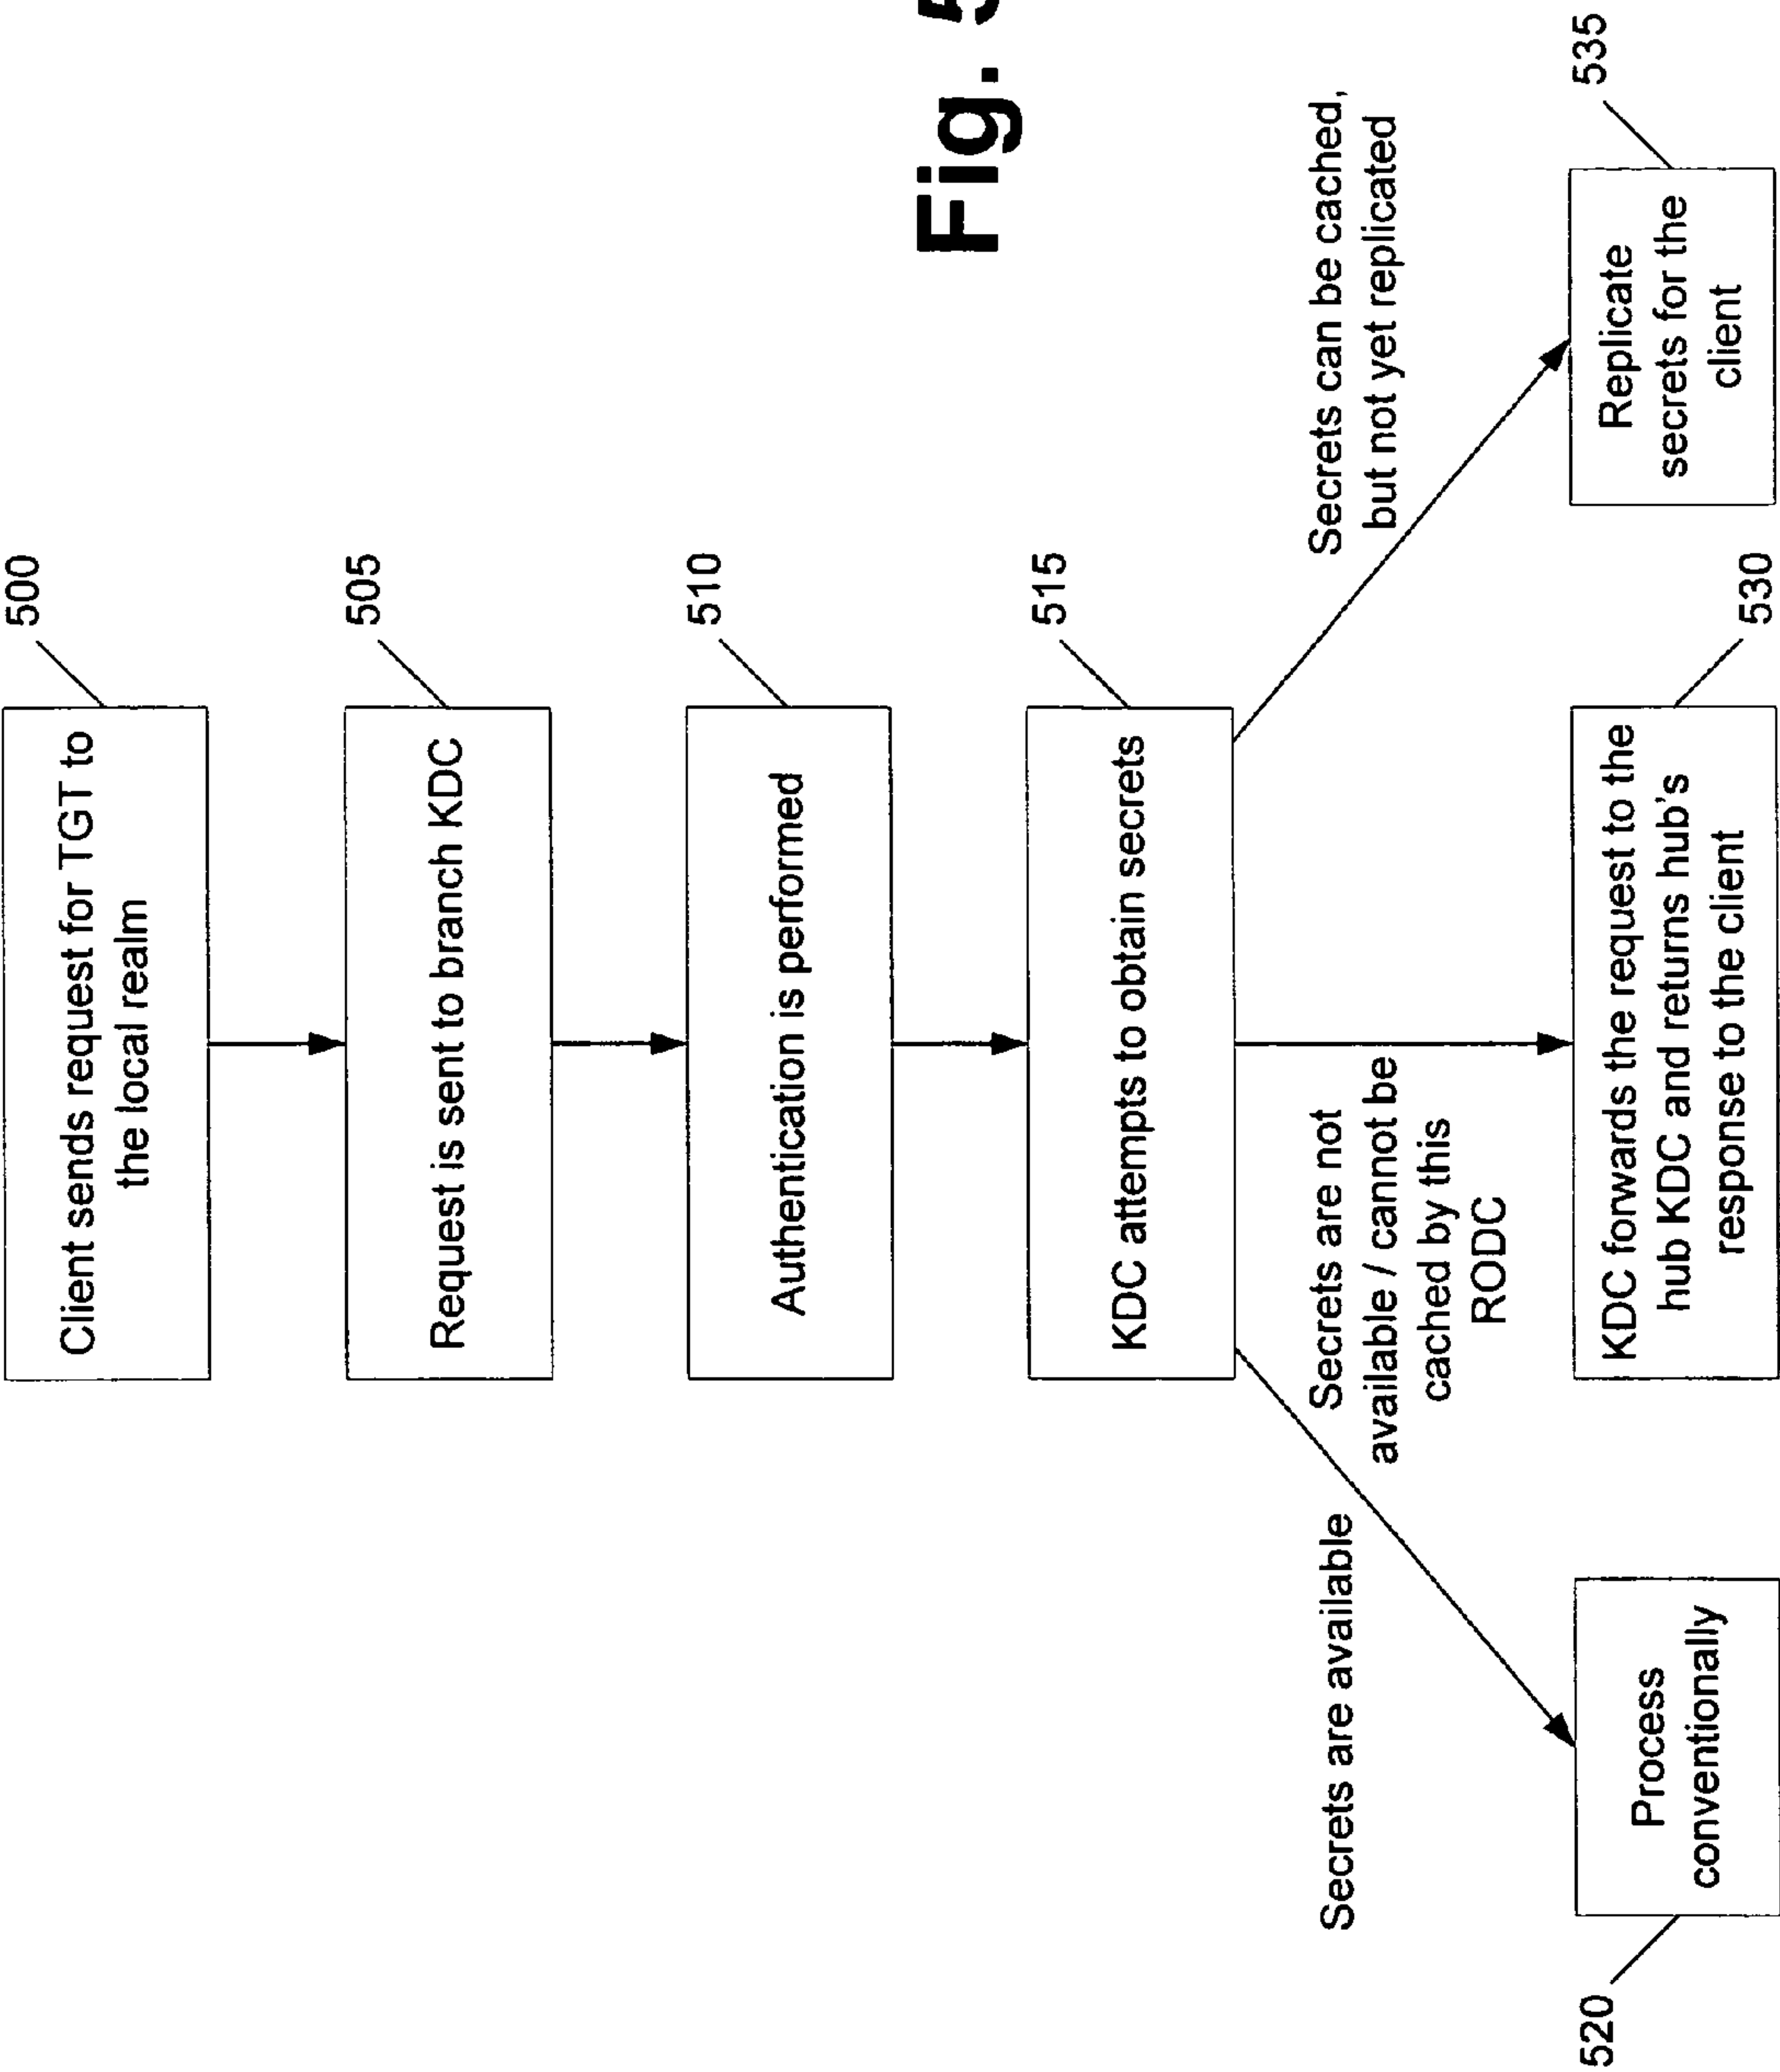 500
Client sends request for TGT to
the local realm
505
Request is sent to branch KDC
510
Authentication is performed
515
KDC attempts to obtain secrets
Secrets are available
Secrets are not
available / cannot be
cached by this
RODC
Secrets can be cached,
but not yet replicated
520
Process
conventionally
530
KDC forwards the request to the
hub KDC and returns hub's
response to the client
535
Replicate
secrets for the
client
Fig. 5